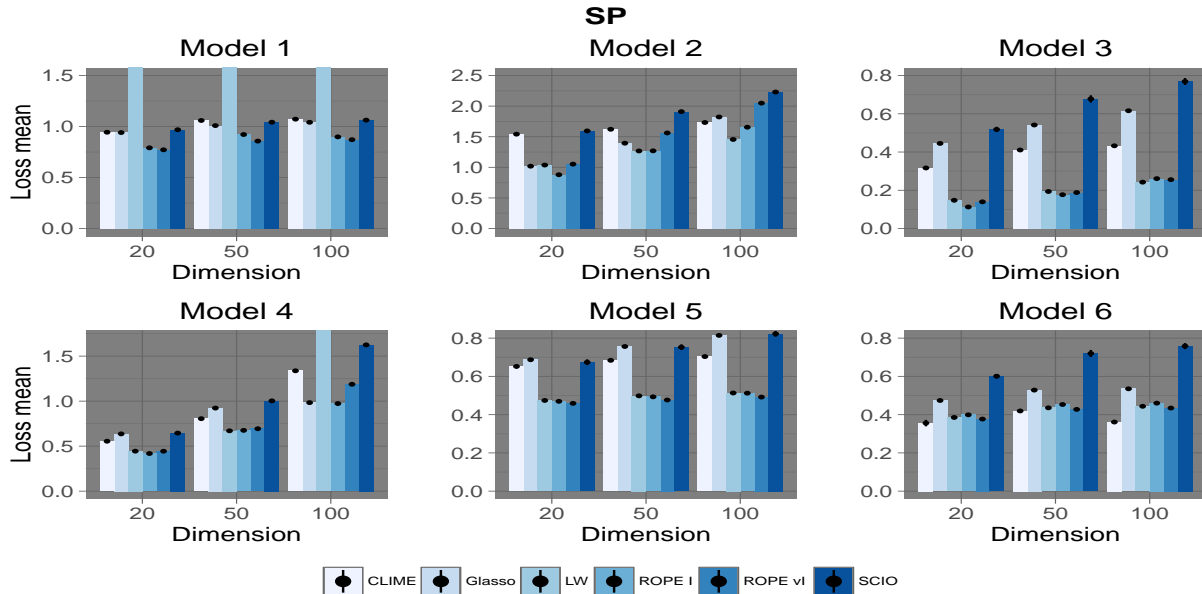 SP
Model 1
Model 2
Model 3
Loss mean
1.5
1.0
0.5
0.0
2.5
2.0
1.5
1.0
0.5
0.0
0.8
0.6
0.4
0.2
0.0
20 50 100
20 50 100
20 50 100
Dimension
Dimension
Dimension
Model 4
Model 5
Model 6
Loss mean
1.5
1.0
0.5
0.0
0.8
0.6
0.4
0.2
0.0
0.8
0.6
0.4
0.2
0.0
20 50 100
20 50 100
20 50 100
Dimension
Dimension
Dimension
CLIME Glasso LW ROPE I ROPE vI SCIO